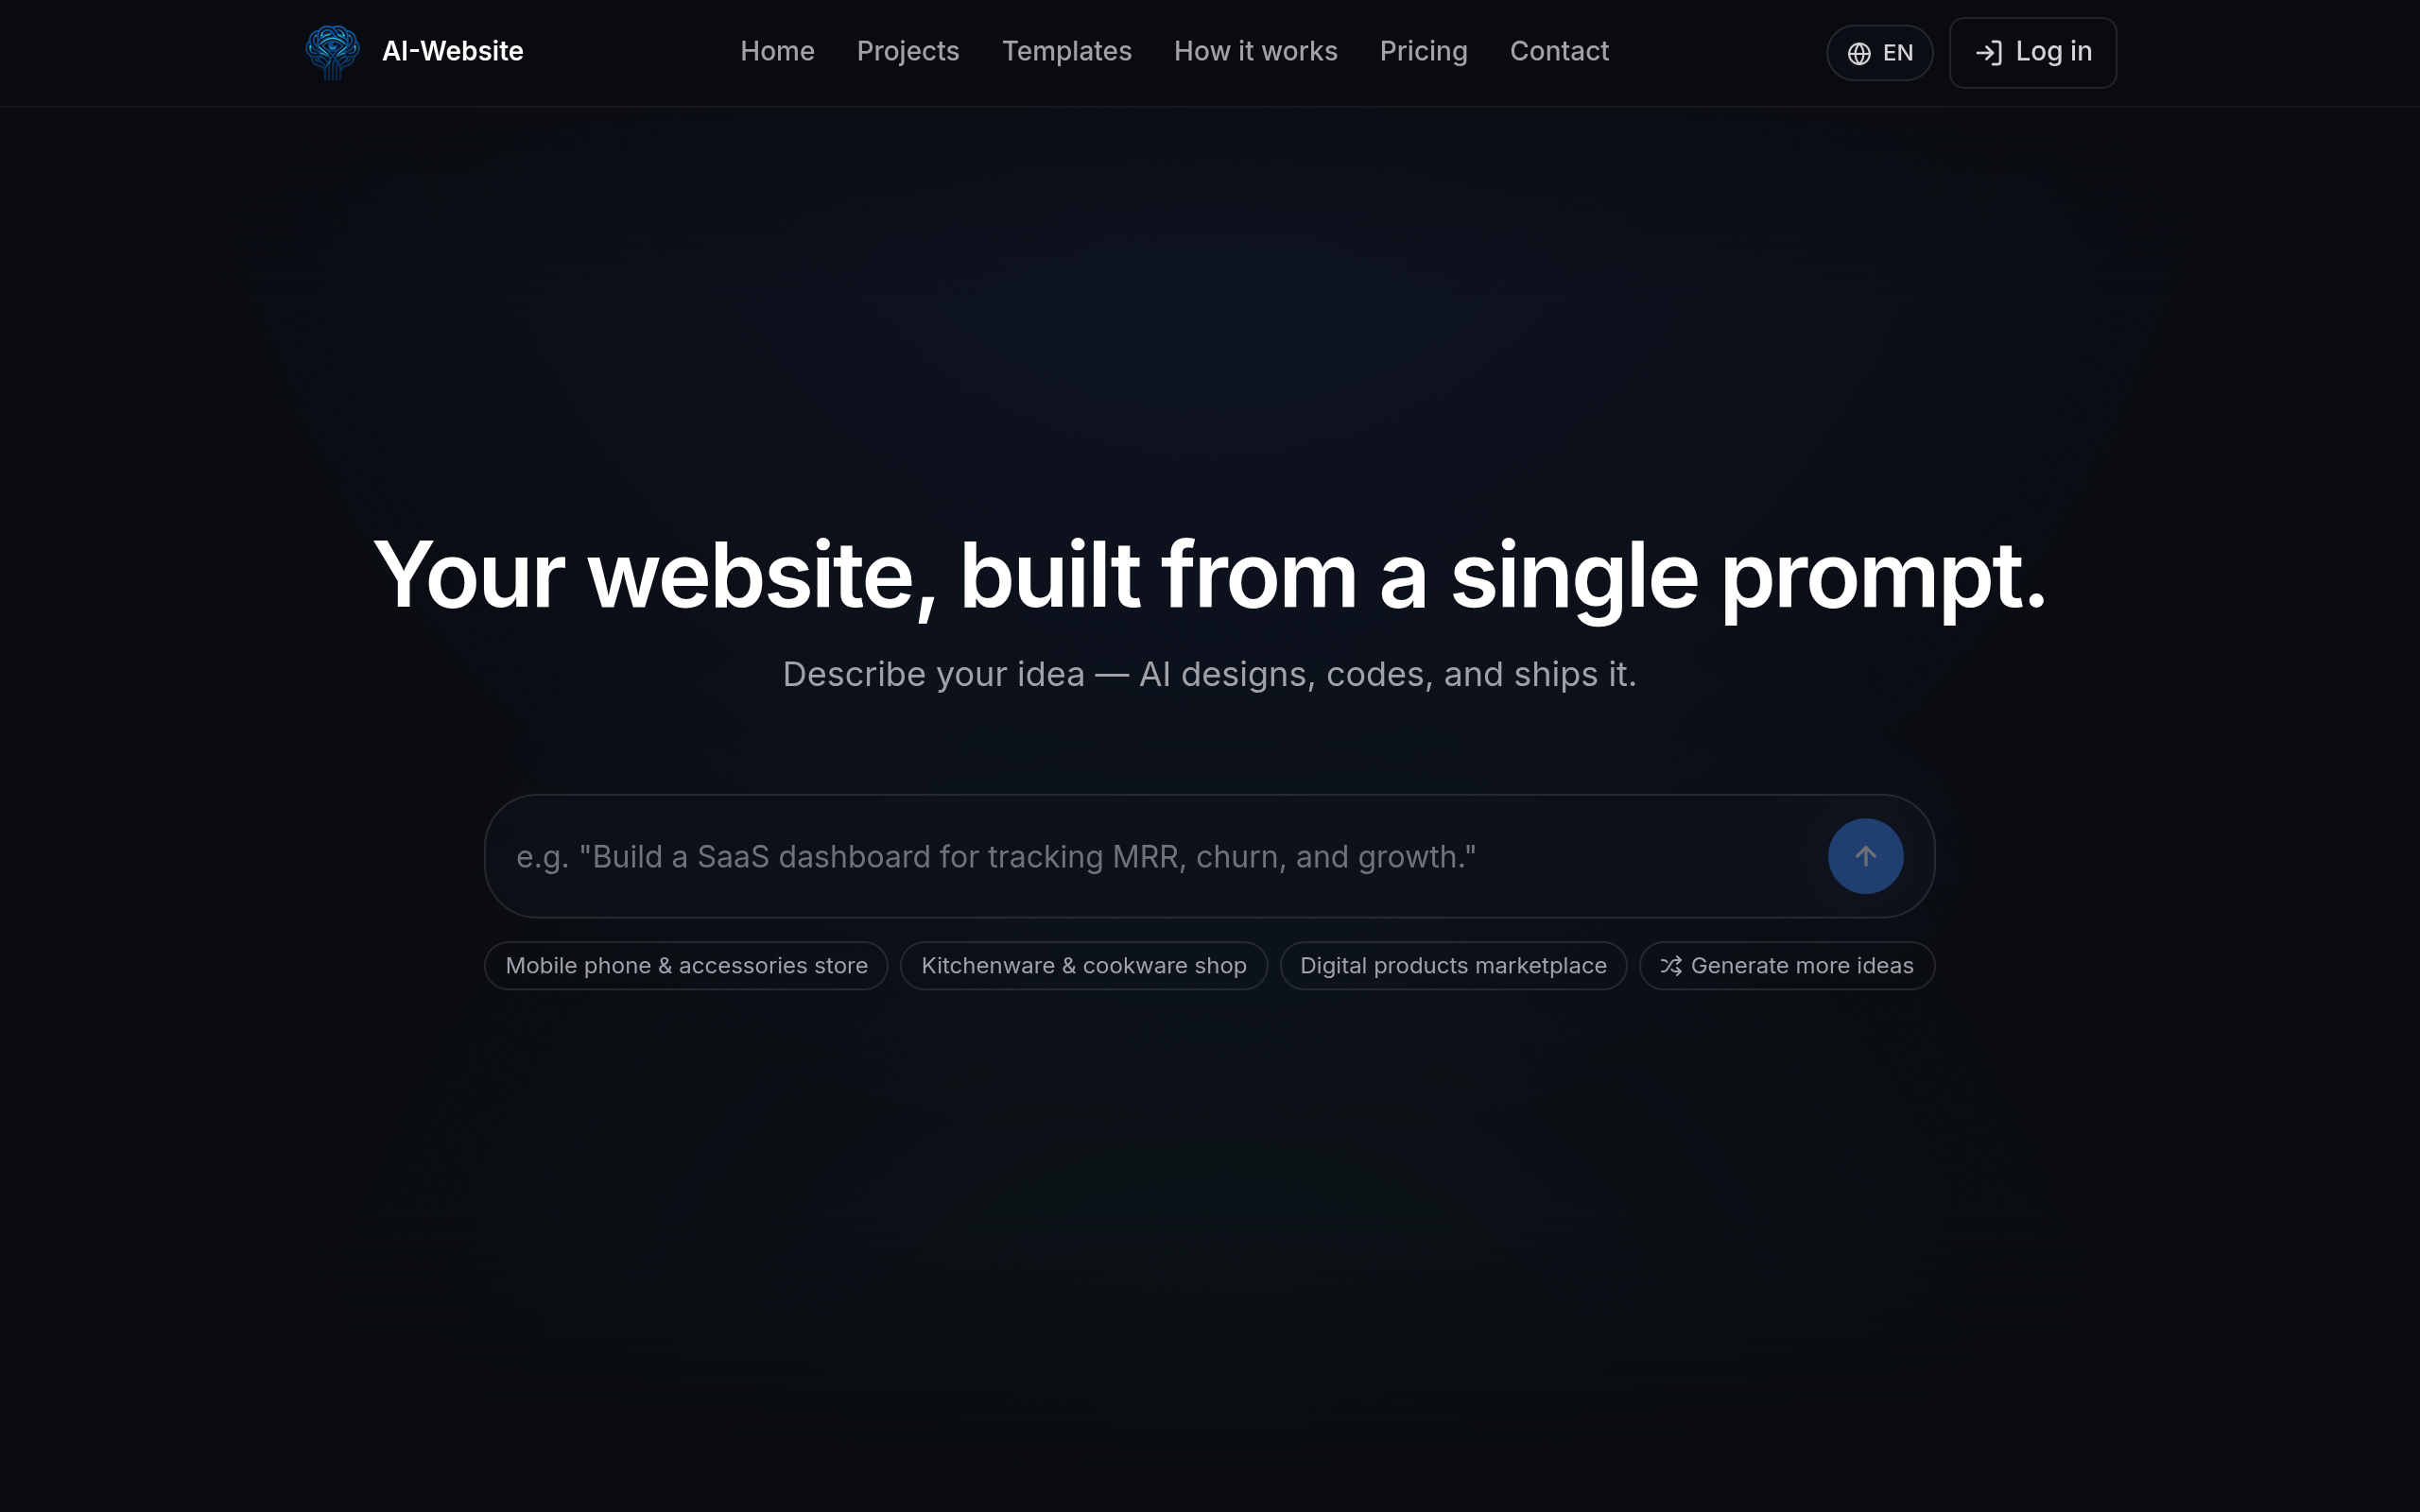 AI-Website
Home Projects Templates How it works Pricing Contact
EN
Log in
Your website, built from a single prompt.
Describe your idea — AI designs, codes, and ships it.
e.g. "Build a SaaS dashboard for tracking MRR, churn, and growth."
Mobile phone & accessories store
Kitchenware & cookware shop
Digital products marketplace
Generate more ideas